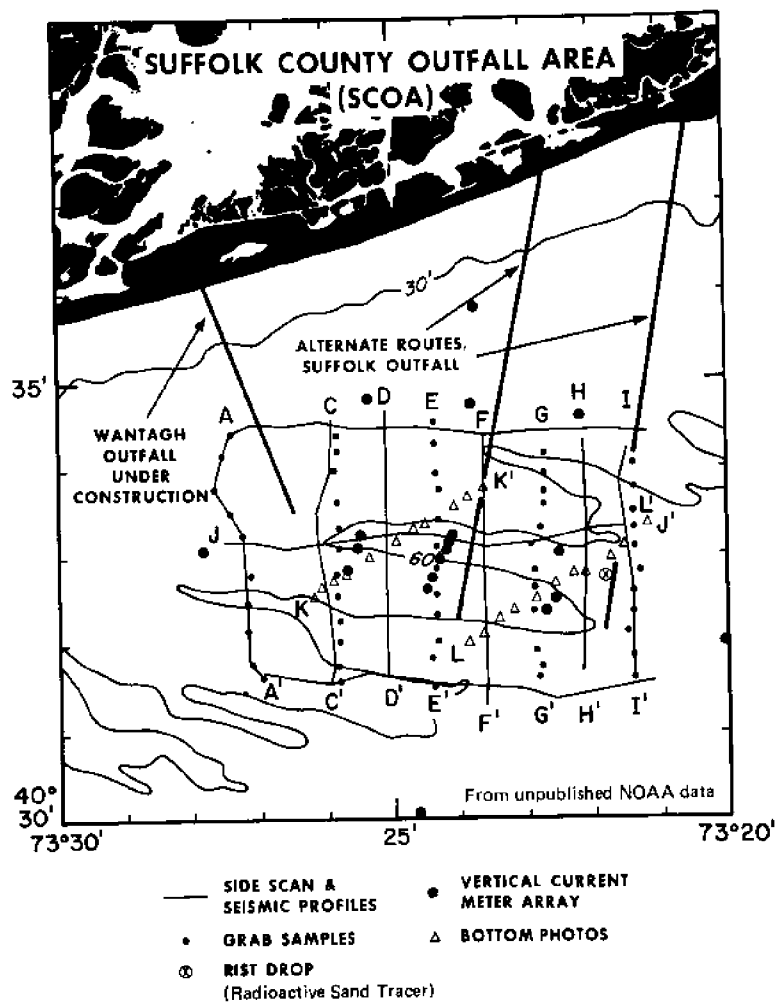 SUFFOLK COUNTY OUTFALL AREA
(SCOA)
30'
ALTERNATE ROUTES,
SUFFOLK OUTFALL
35'
WANTAGH
OUTFALL
UNDER
CONSTRUCTION
A
C
D
E
F
G
H
I
K'
L'
J'
J
60
K
L
A'
C'
D'
E'
F'
G'
H'
I'
40°
30'
From unpublished NOAA data
73°30'
25'
73°20'
SIDE SCAN &
SEISMIC PROFILES
VERTICAL CURRENT
METER ARRAY
GRAB SAMPLES
BOTTOM PHOTOS
RIST DROP
(Radioactive Sand Tracer)